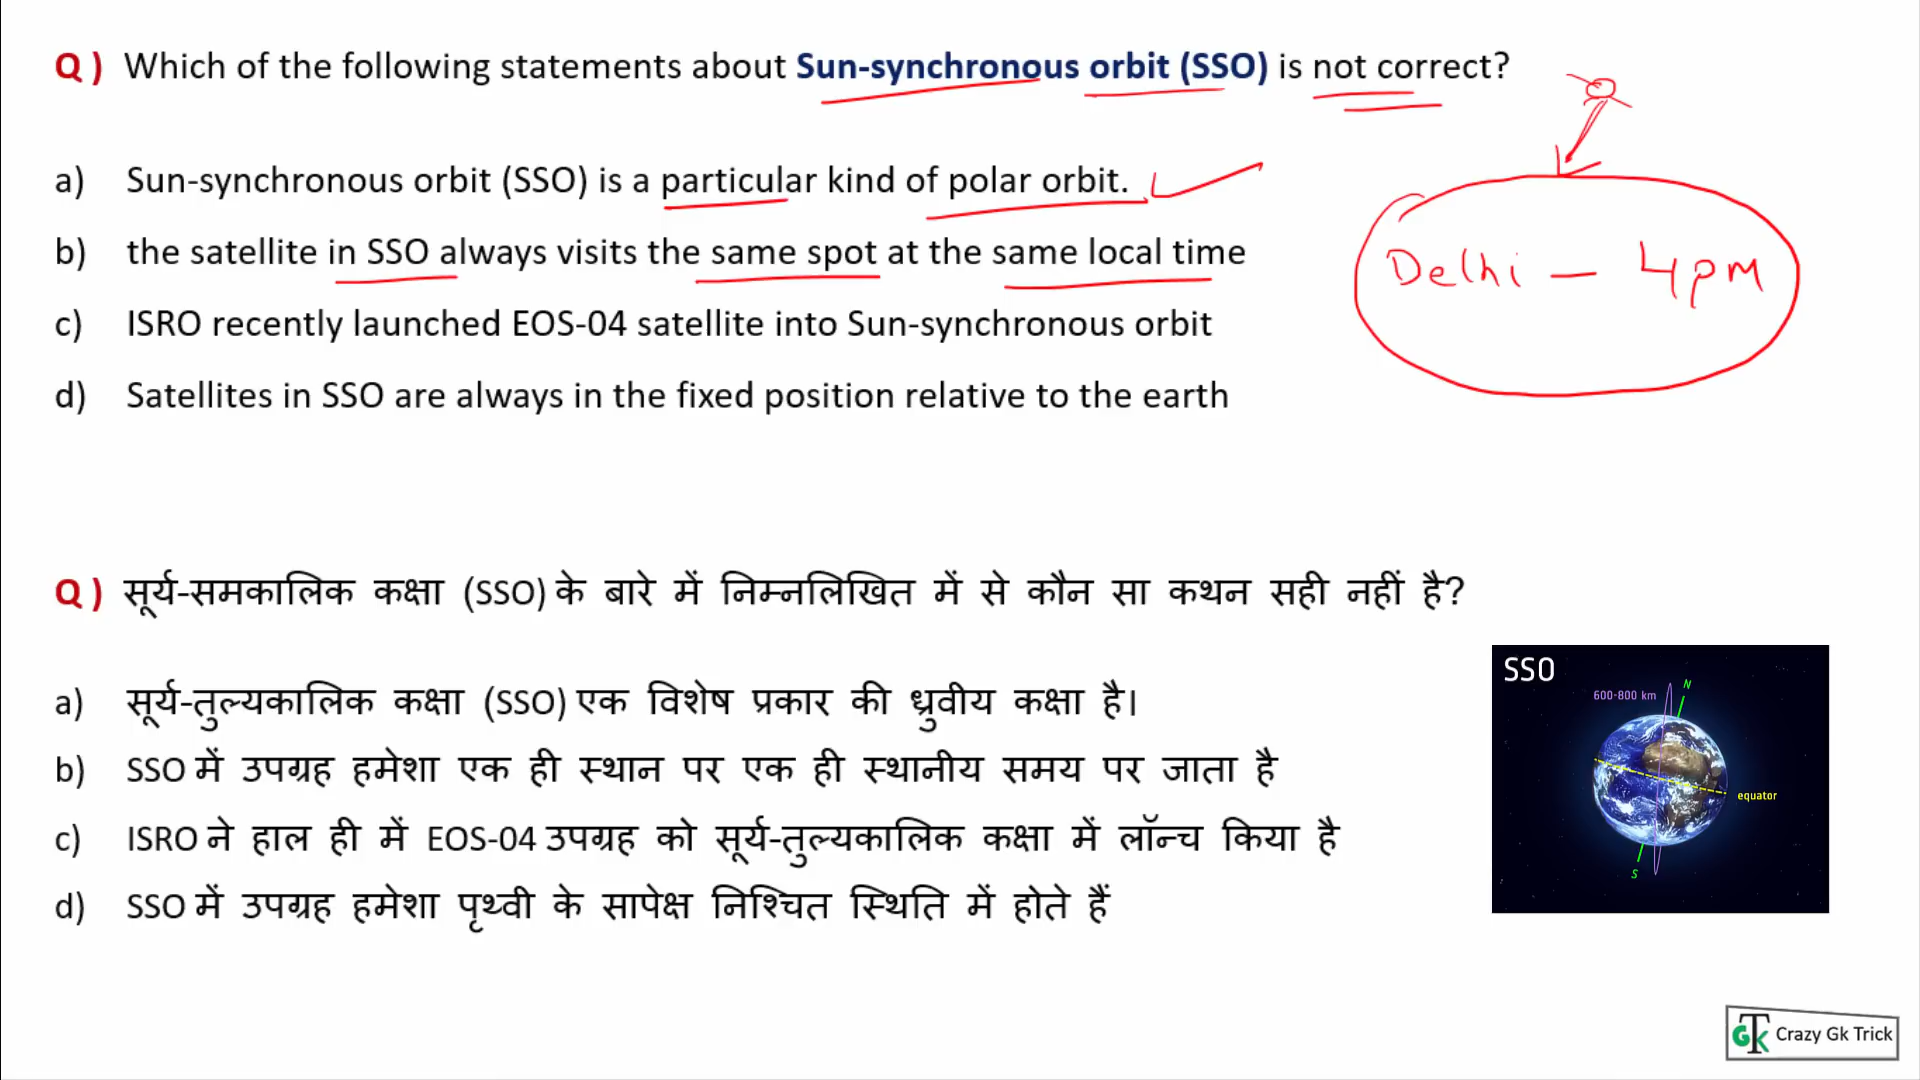 Q ) Which of the following statements about Sun-synchronous orbit (SSO) is not correct?
a) Sun-synchronous orbit (SSO) is a particular kind of polar orbit.
b) the satellite in SSO always visits the same spot at the same local time
Delhi – 4pm
c) ISRO recently launched EOS-04 satellite into Sun-synchronous orbit
d) Satellites in SSO are always in the fixed position relative to the earth
Q ) सूर्य-समकालिक कक्षा (SSO) के बारे में निम्नलिखित में से कौन सा कथन सही नहीं है?
a) सूर्य-तुल्यकालिक कक्षा (SSO) एक विशेष प्रकार की ध्रुवीय कक्षा है।
b) SSO में उपग्रह हमेशा एक ही स्थान पर एक ही स्थानीय समय पर जाता है
c) ISRO ने हाल ही में EOS-04 उपग्रह को सूर्य-तुल्यकालिक कक्षा में लॉन्च किया है
d) SSO में उपग्रह हमेशा पृथ्वी के सापेक्ष निश्चित स्थिति में होते हैं
SSO
600-800 km
N
equator
S
GTK Crazy Gk Trick